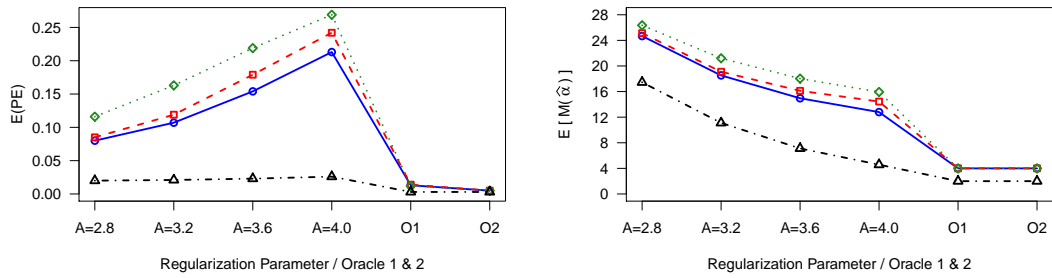 E(PE)
0.25
0.20
0.15
0.10
0.05
0.00
A=2.8 A=3.2 A=3.6 A=4.0 O1 O2
Regularization Parameter / Oracle 1 & 2
E [ M(α̂) ]
28
24
20
16
12
8
4
0
A=2.8 A=3.2 A=3.6 A=4.0 O1 O2
Regularization Parameter / Oracle 1 & 2